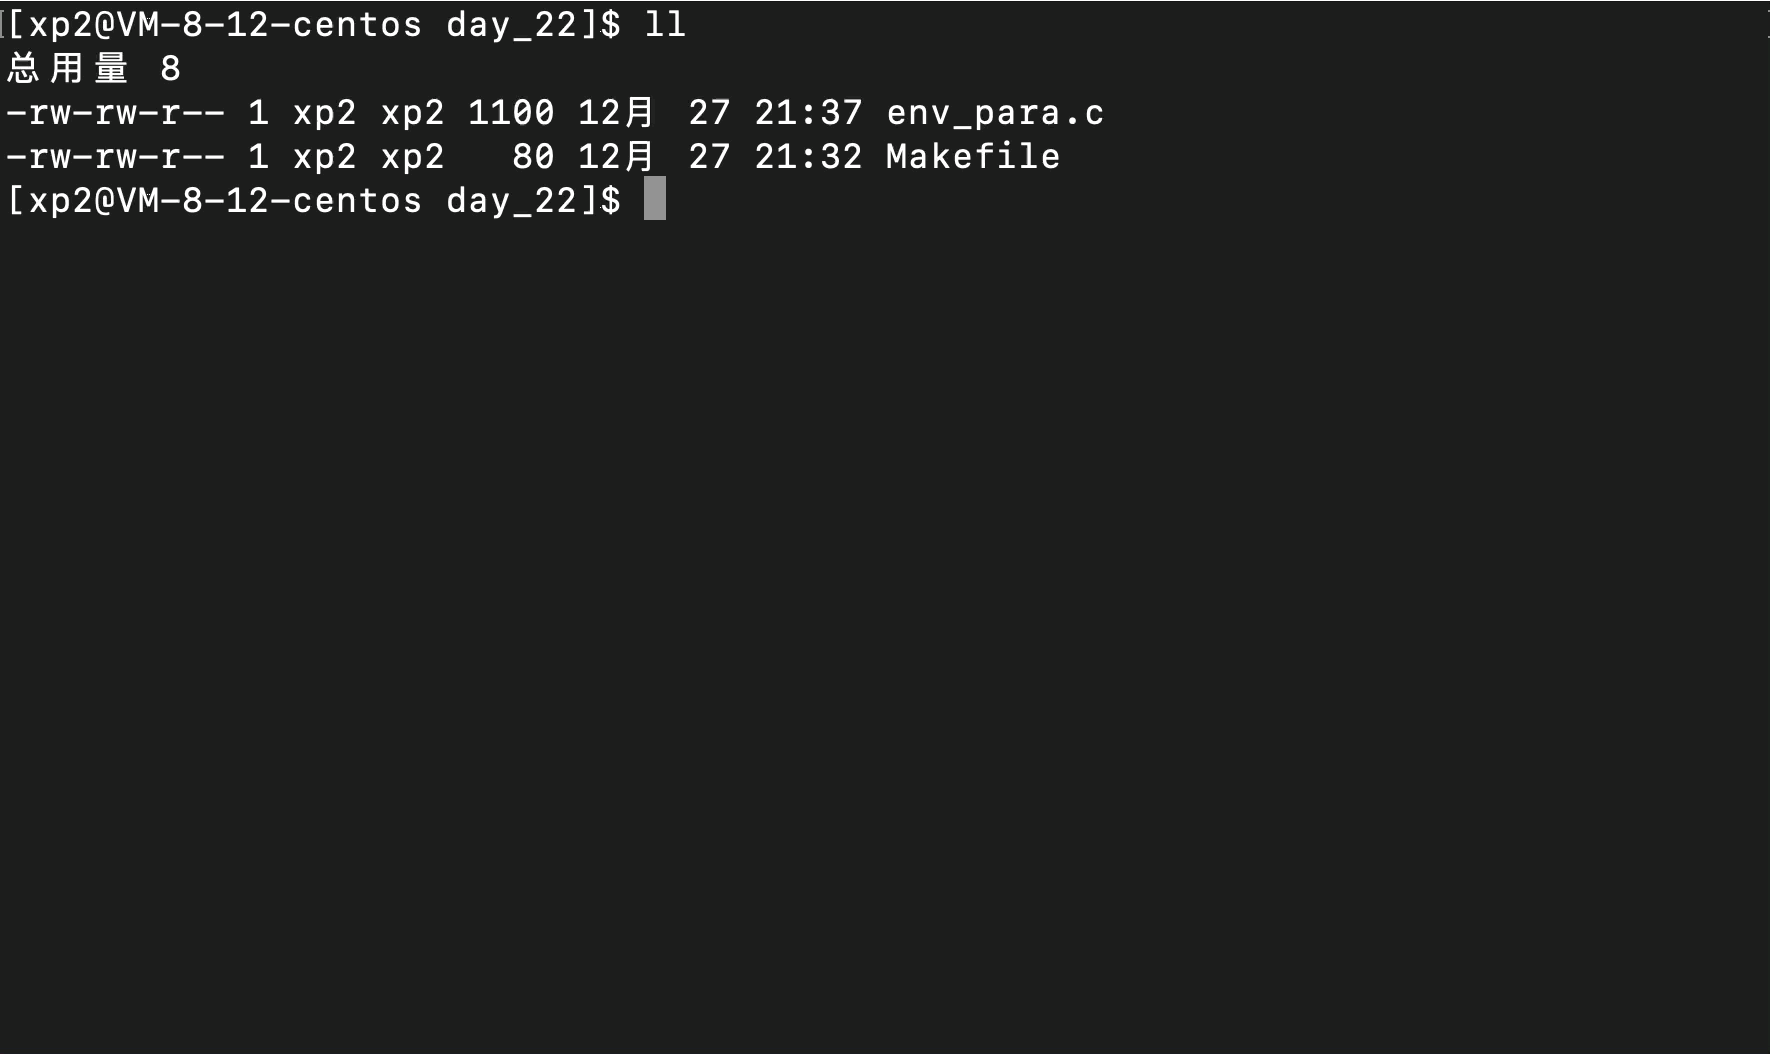 [xp2@VM-8-12-centos day_22]$ ll
总用量 8
-rw-rw-r-- 1 xp2 xp2 1100 12月 27 21:37 env_para.c
-rw-rw-r-- 1 xp2 xp2   80 12月 27 21:32 Makefile
[xp2@VM-8-12-centos day_22]$